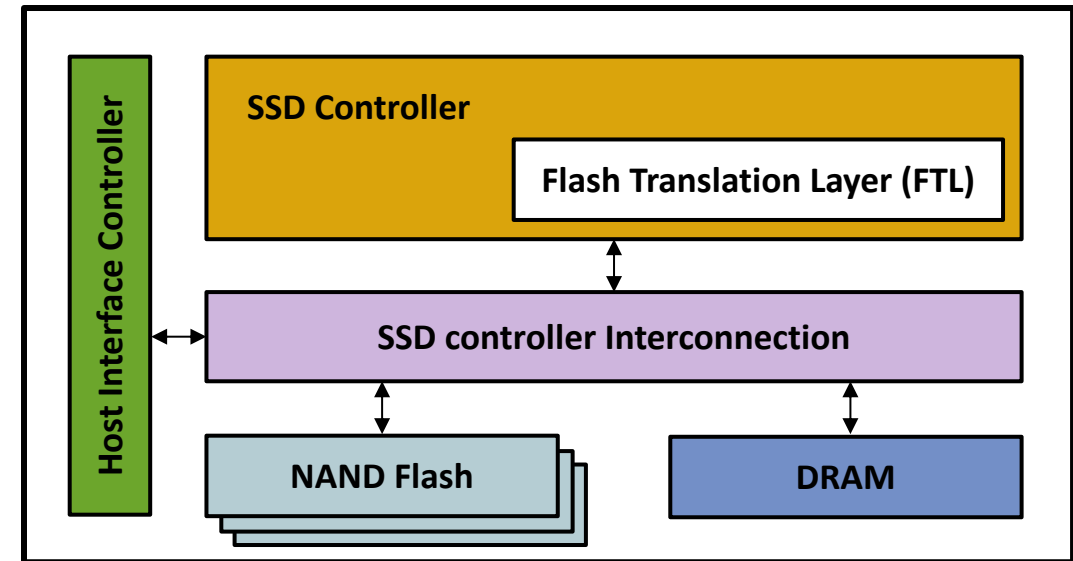 Host Interface Controller
SSD Controller
Flash Translation Layer (FTL)
SSD controller Interconnection
NAND Flash
DRAM